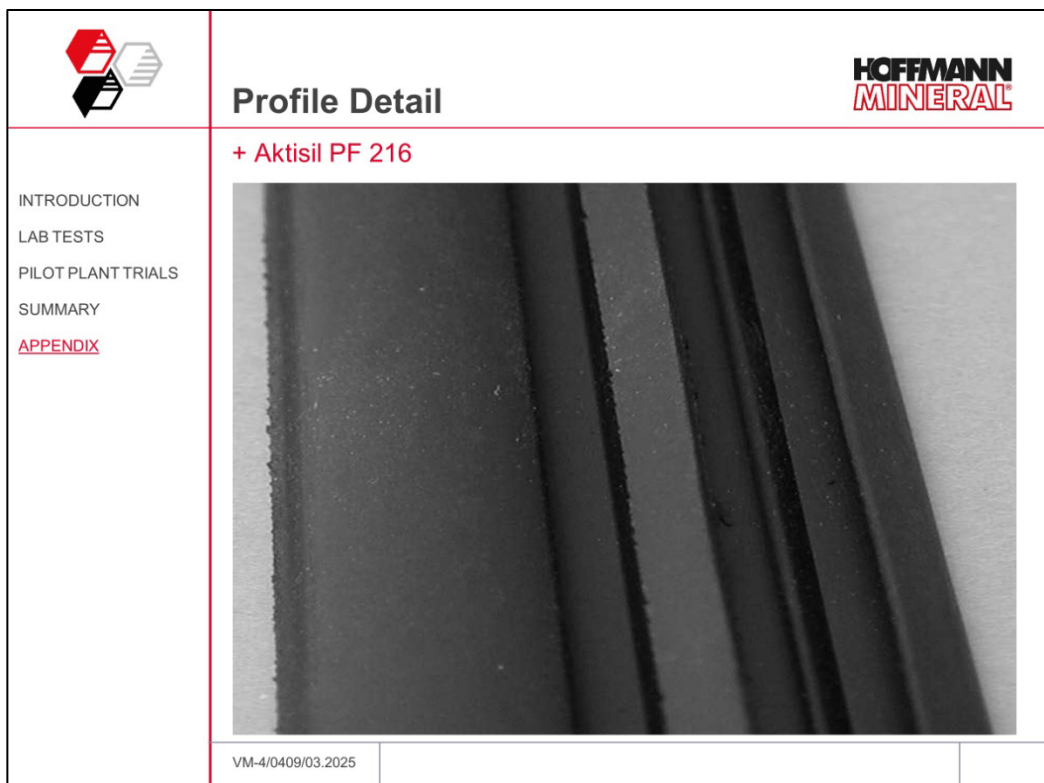 HOFFMANN
MINERAL®
Profile Detail
+ Aktisil PF 216
INTRODUCTION
LAB TESTS
PILOT PLANT TRIALS
SUMMARY
APPENDIX
VM-4/0409/03.2025